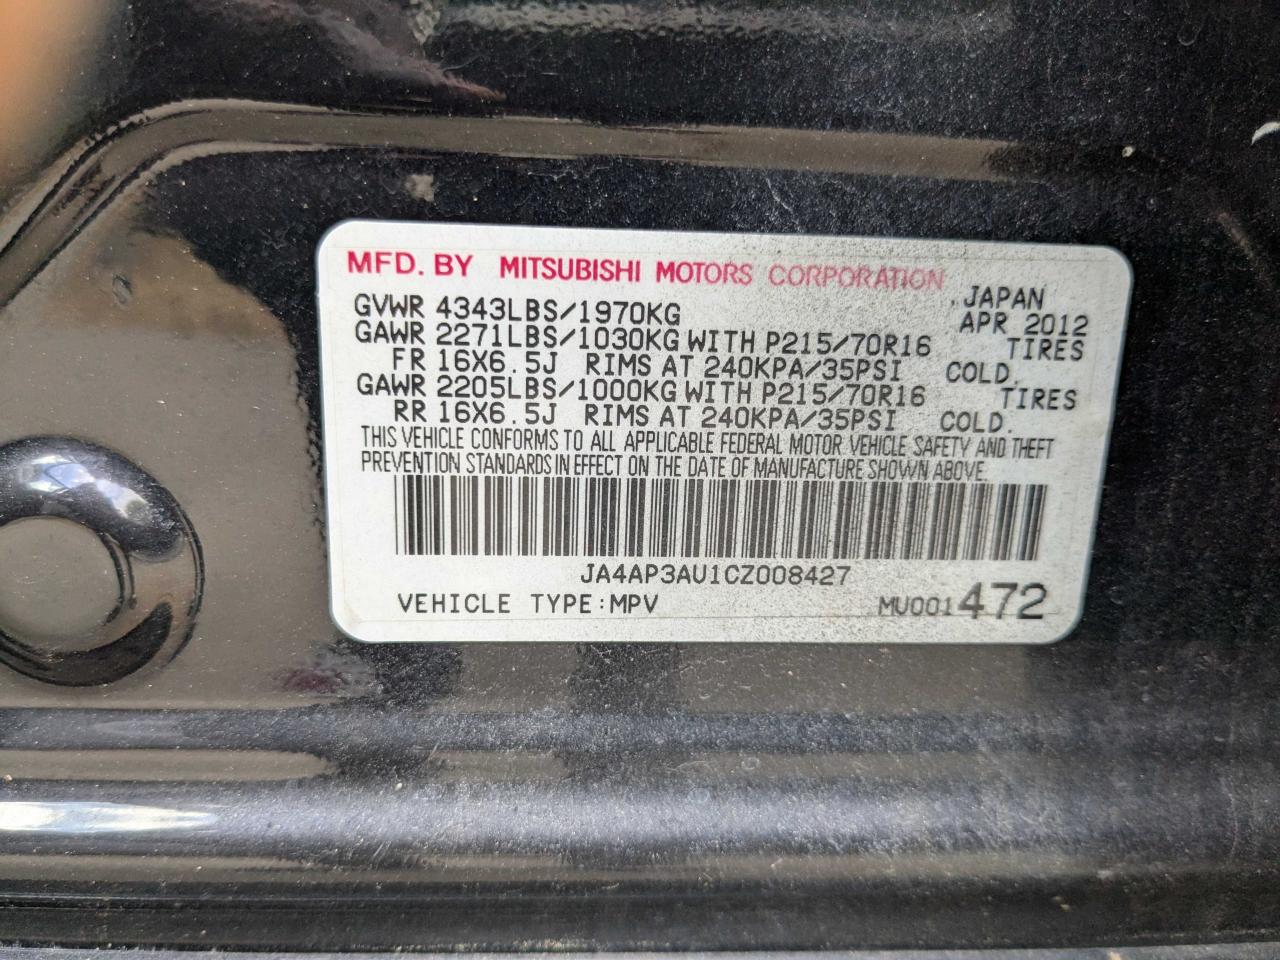 MFD. BY MITSUBISHI MOTORS CORPORATION
JAPAN
GVWR 4343LBS/1970KG APR 2012
GAWR 2271LBS/1030KG WITH P215/70R16 TIRES
FR 16X6.5J RIMS AT 240KPA/35PSI COLD.
GAWR 2205LBS/1000KG WITH P215/70R16 TIRES
RR 16X6.5J RIMS AT 240KPA/35PSI COLD.
THIS VEHICLE CONFORMS TO ALL APPLICABLE FEDERAL MOTOR VEHICLE SAFETY AND THEFT
PREVENTION STANDARDS IN EFFECT ON THE DATE OF MANUFACTURE SHOWN ABOVE.
JA4AP3AU1CZ008427
VEHICLE TYPE:MPV MU001472